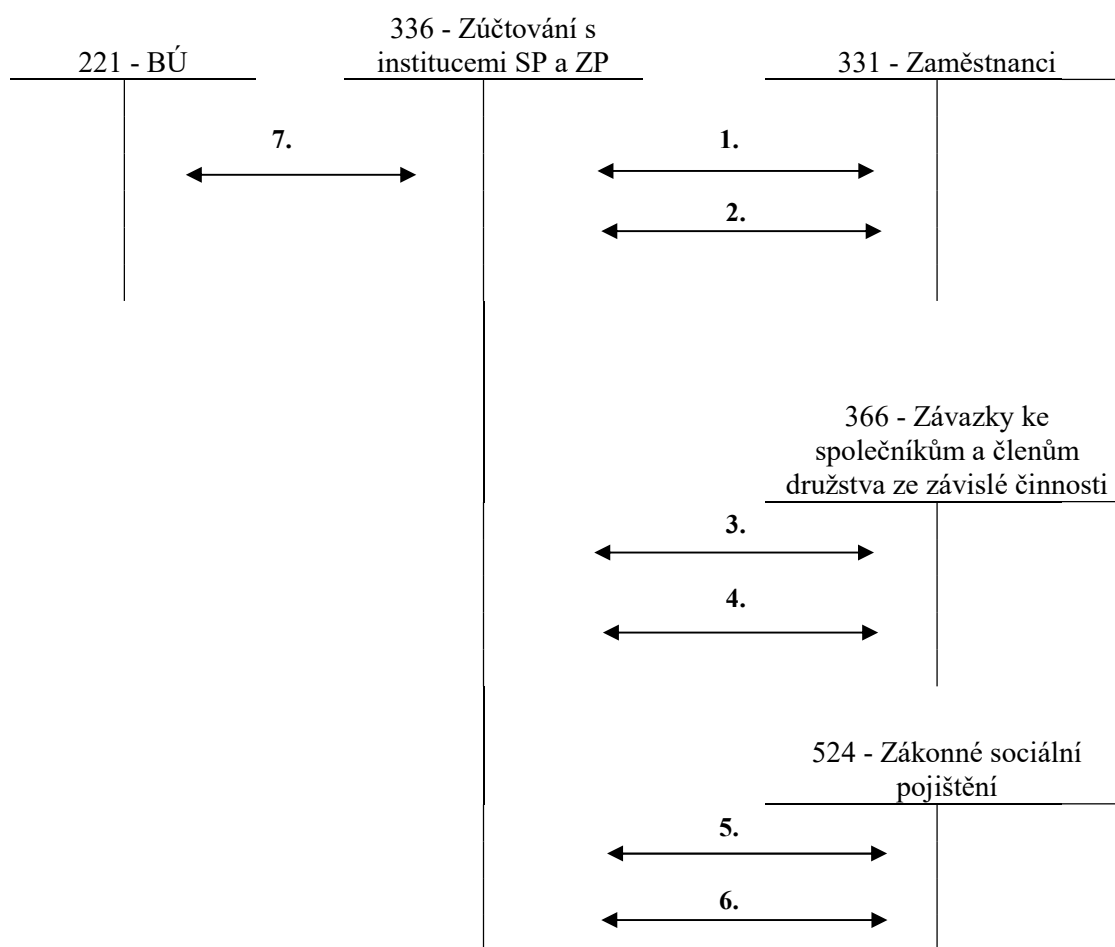 336 - Zúčtování s
221 - BÚ
institucemi SP a ZP
331 - Zaměstnanci
7.
1.
2.
366 - Závazky ke
společníkům a členům
družstva ze závislé činnosti
3.
4.
524 - Zákonné sociální
pojištění
5.
6.